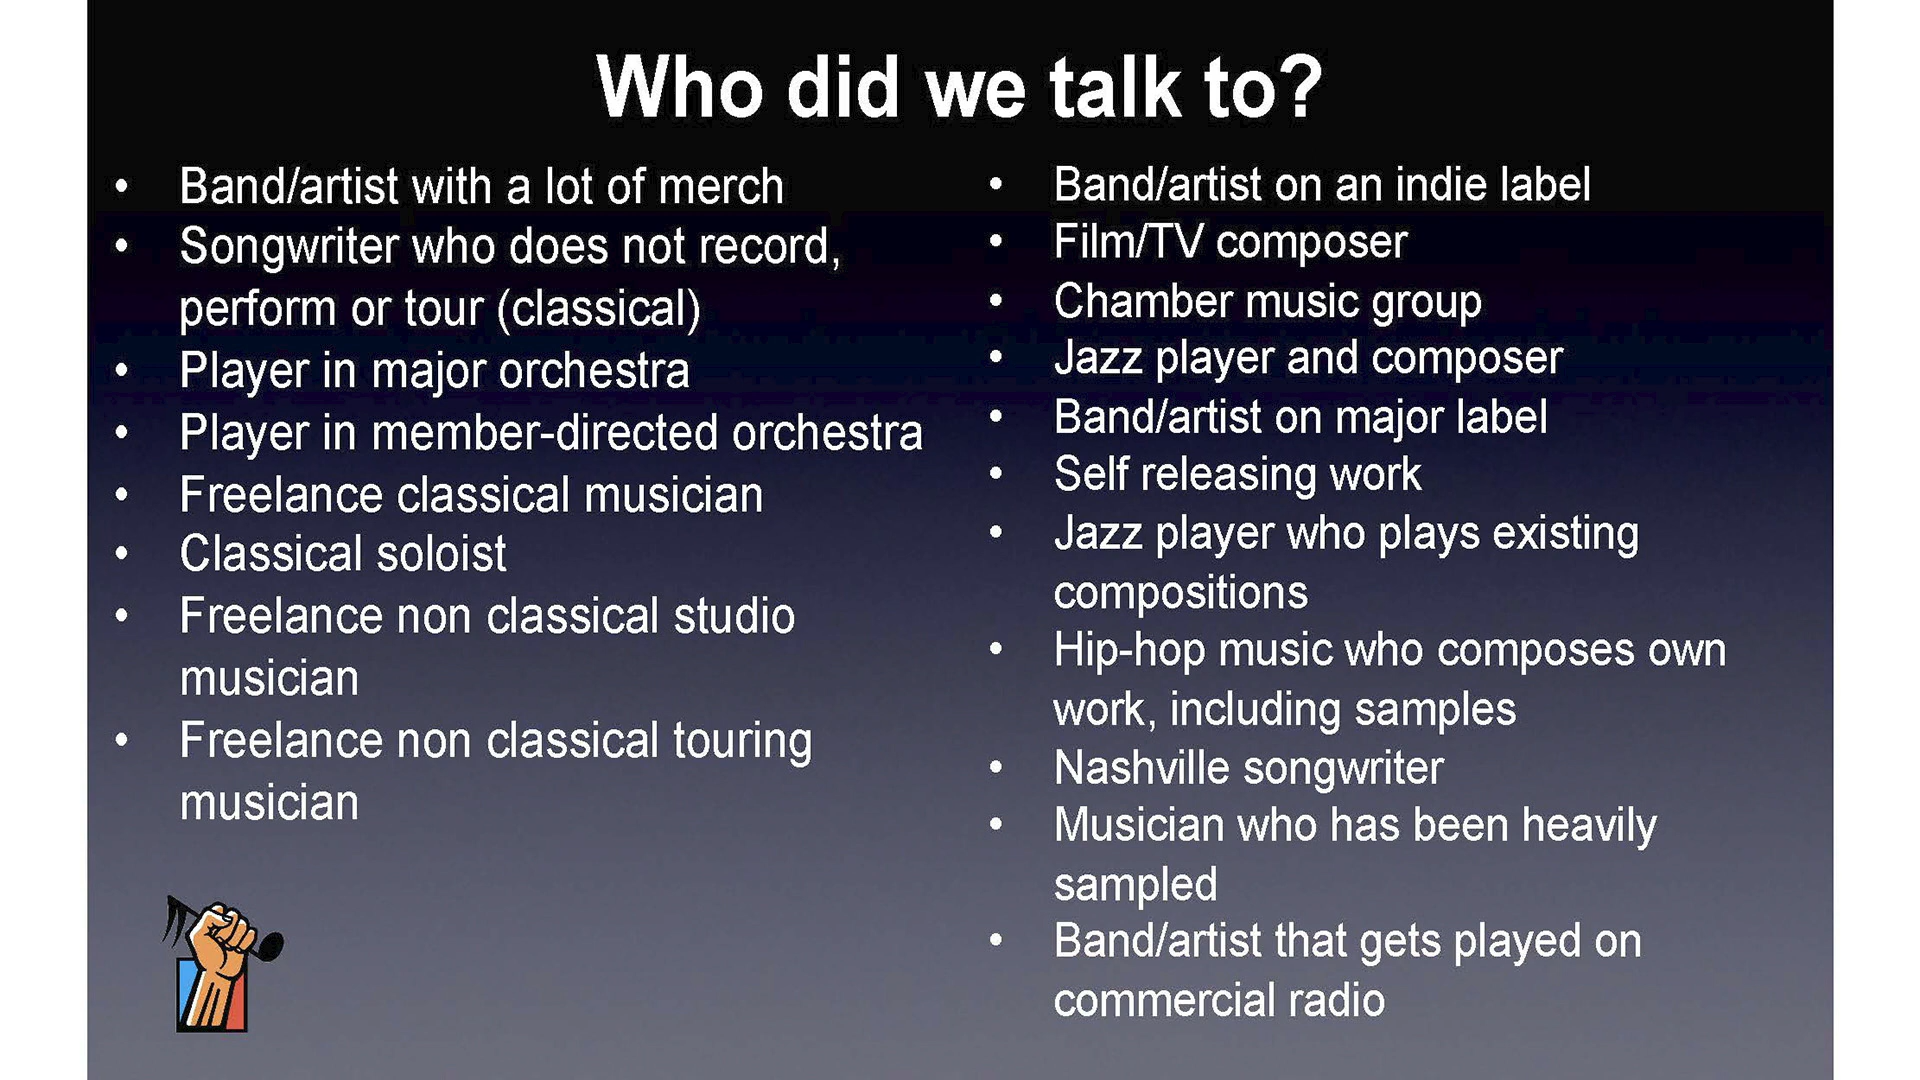 Who did we talk to?
• Band/artist with a lot of merch
• Songwriter who does not record,
perform or tour (classical)
• Player in major orchestra
• Player in member-directed orchestra
• Freelance classical musician
• Classical soloist
• Freelance non classical studio
musician
• Freelance non classical touring
musician
• Band/artist on an indie label
• Film/TV composer
• Chamber music group
• Jazz player and composer
• Band/artist on major label
• Self releasing work
• Jazz player who plays existing
compositions
• Hip-hop music who composes own
work, including samples
• Nashville songwriter
• Musician who has been heavily
sampled
• Band/artist that gets played on
commercial radio